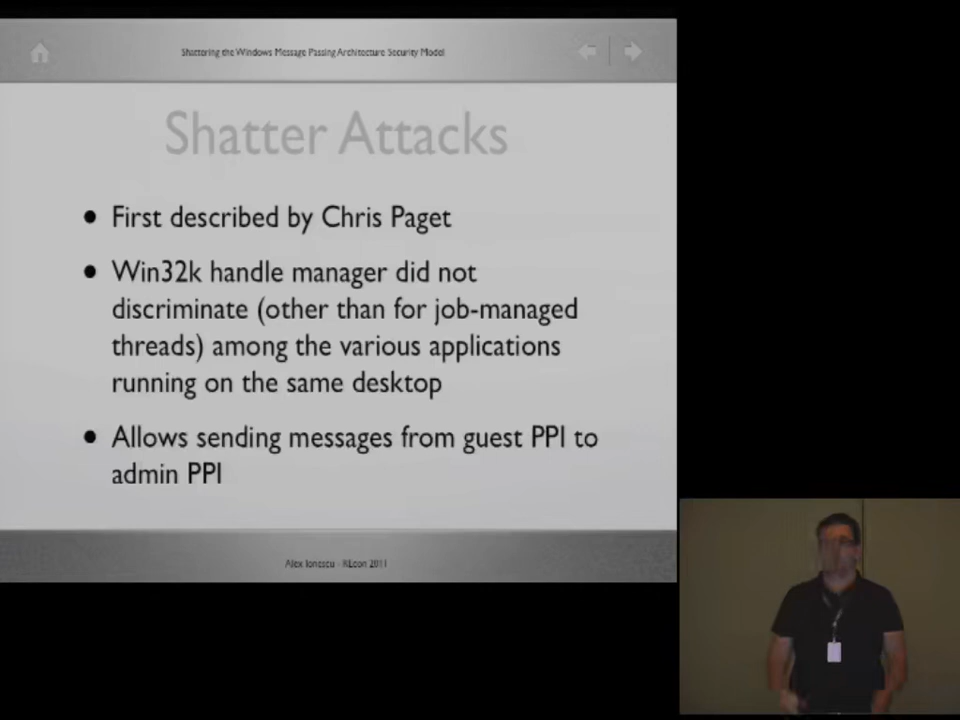 Shattering the Windows Message Passing Architecture Security Model
Shatter Attacks
• First described by Chris Paget
• Win32k handle manager did not
discriminate (other than for job-managed
threads) among the various applications
running on the same desktop
• Allows sending messages from guest PPI to
admin PPI
Alex Ionescu - REcon 2011